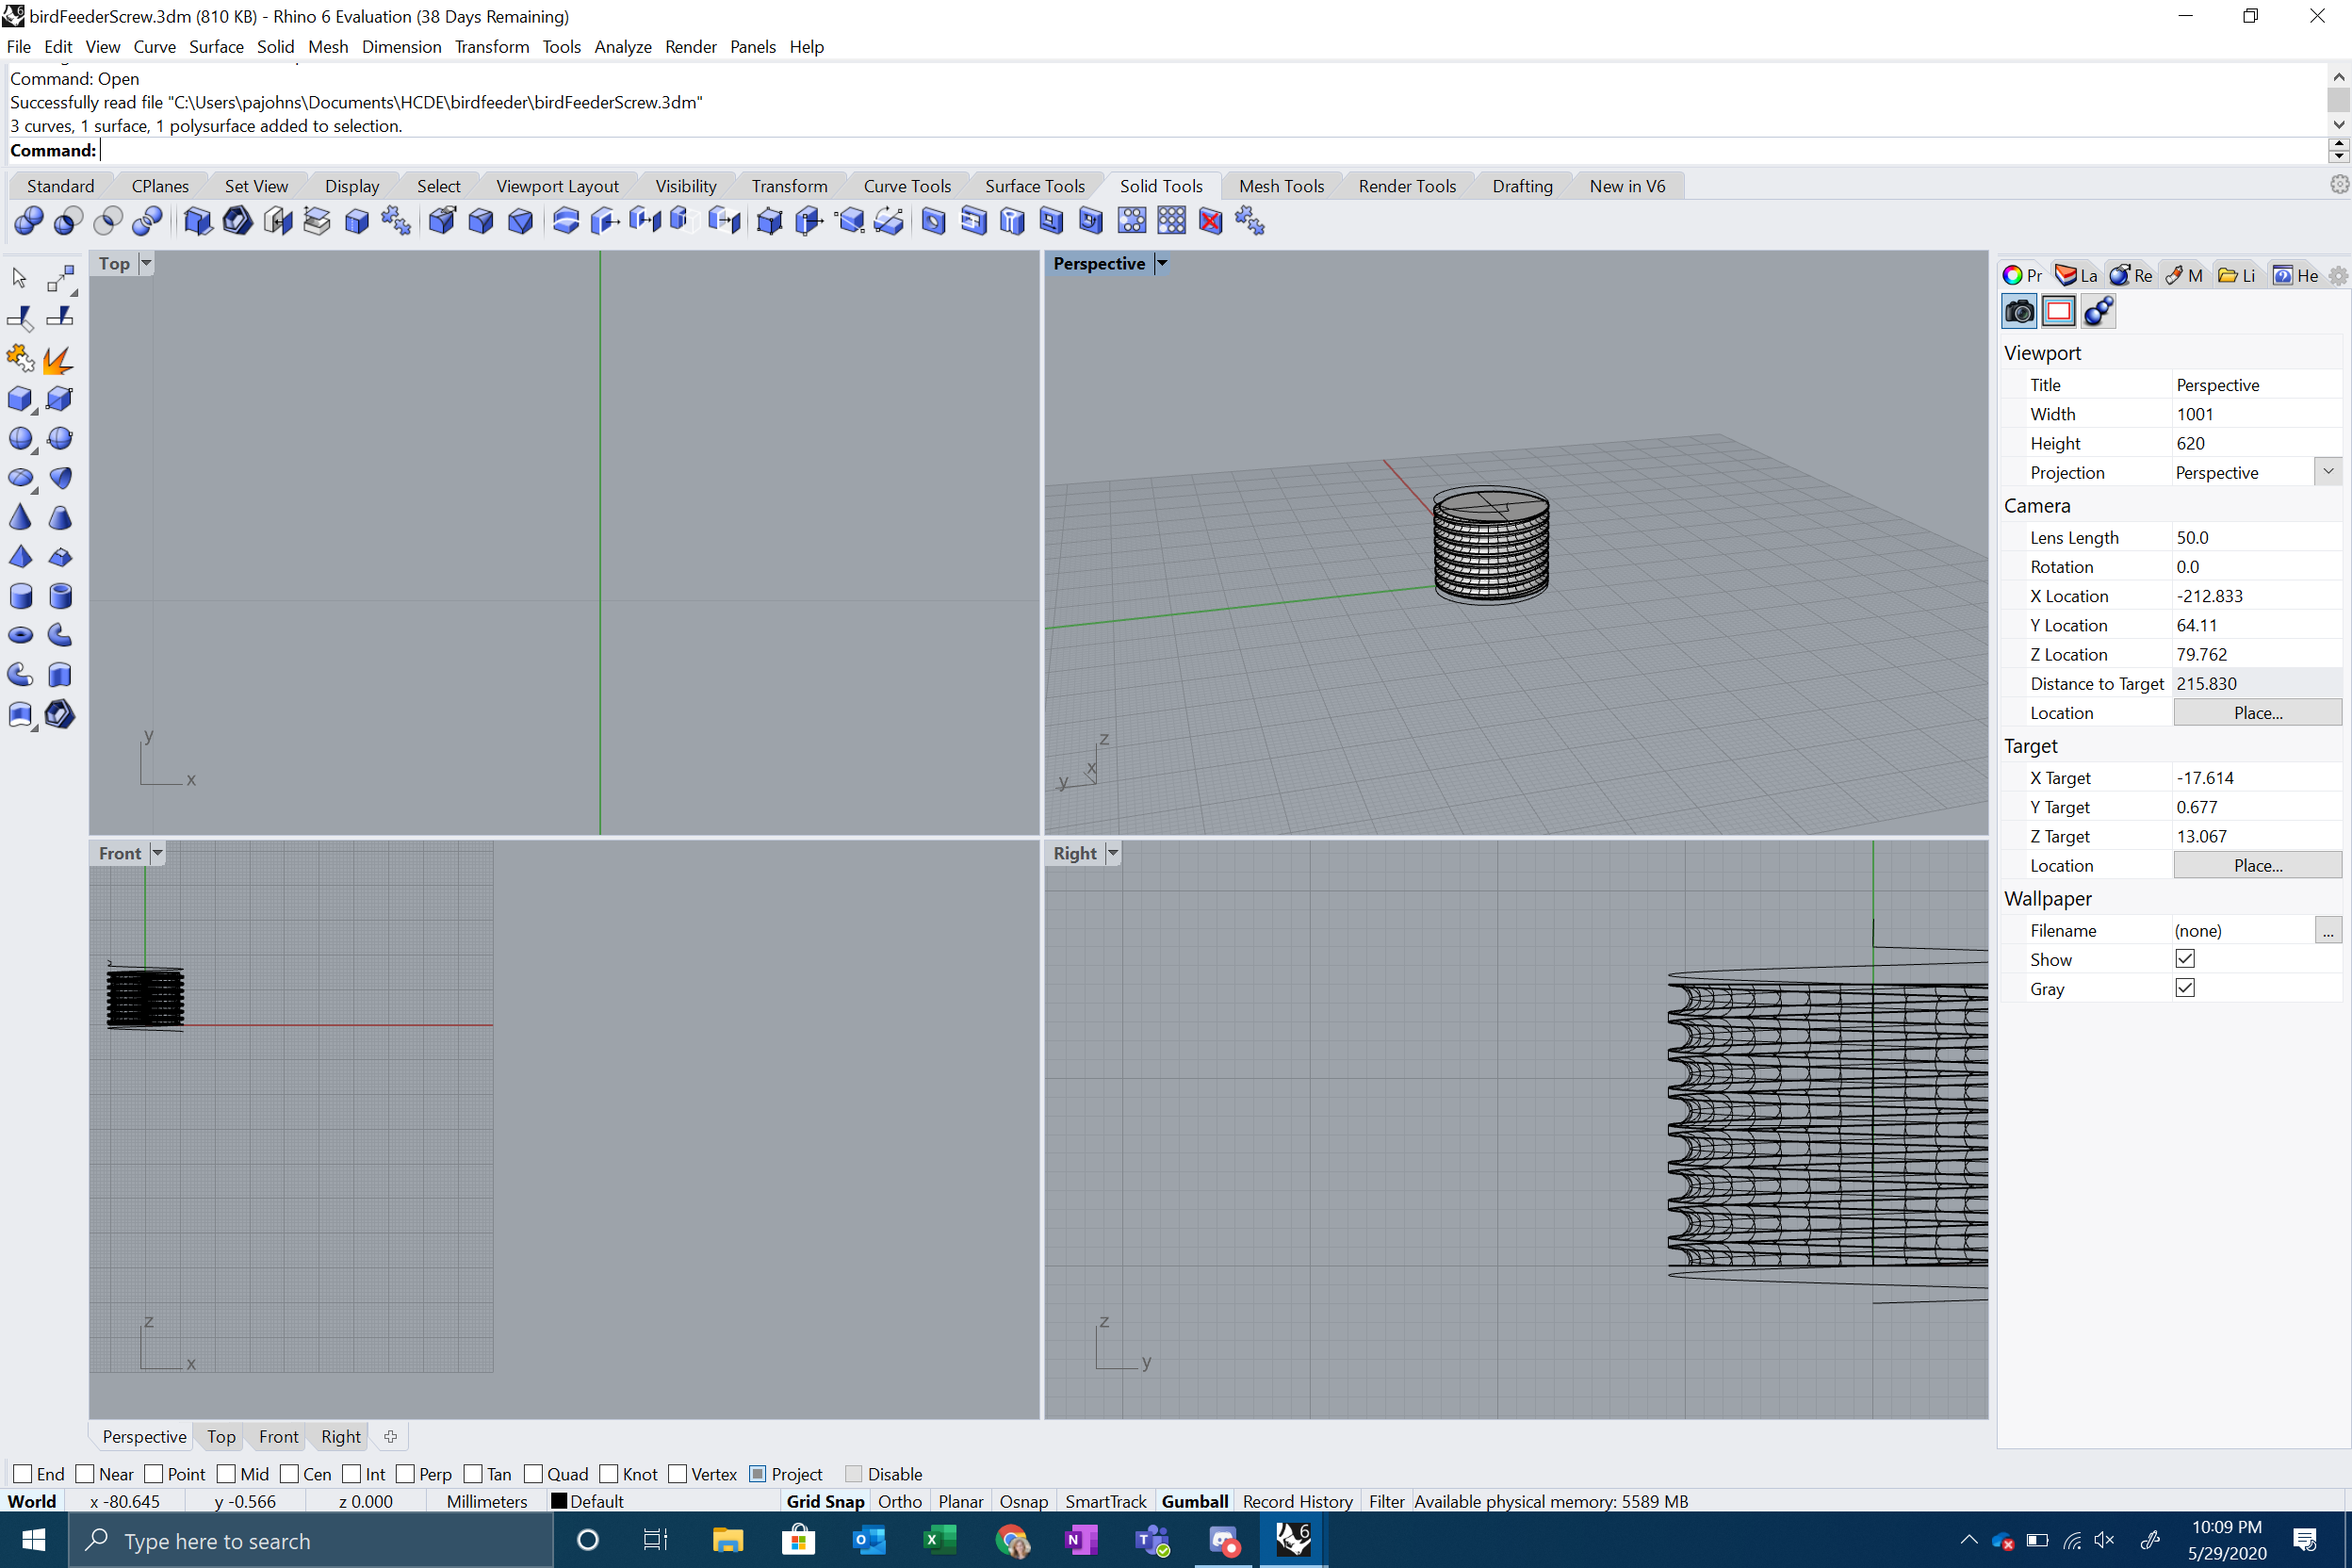 birdFeederScrew.3dm (810 KB) - Rhino 6 Evaluation (38 Days Remaining)
File Edit View Curve Surface Solid Mesh Dimension Transform Tools Analyze Render Panels Help
Command: Open
Successfully read file "C:\Users\pajohns\Documents\HCDE\birdfeeder\birdFeederScrew.3dm"
3 curves, 1 surface, 1 polysurface added to selection.
Command:
Standard CPlanes Set View Display Select Viewport Layout Visibility Transform Curve Tools Surface Tools Solid Tools Mesh Tools Render Tools Drafting New in V6
Top
y
x
Perspective
z
x
y
Front
z
x
Right
z
y
Pr La Re M Li He
Viewport
Title Perspective
Width 1001
Height 620
Projection Perspective
Camera
Lens Length 50.0
Rotation 0.0
X Location -212.833
Y Location 64.11
Z Location 79.762
Distance to Target 215.830
Location Place...
Target
X Target -17.614
Y Target 0.677
Z Target 13.067
Location Place...
Wallpaper
Filename (none) ...
Show
Gray
Perspective Top Front Right
End Near Point Mid Cen Int Perp Tan Quad Knot Vertex Project Disable
World x -80.645 y -0.566 z 0.000 Millimeters Default Grid Snap Ortho Planar Osnap SmartTrack Gumball Record History Filter Available physical memory: 5589 MB
Type here to search
6
10:09 PM
5/29/2020